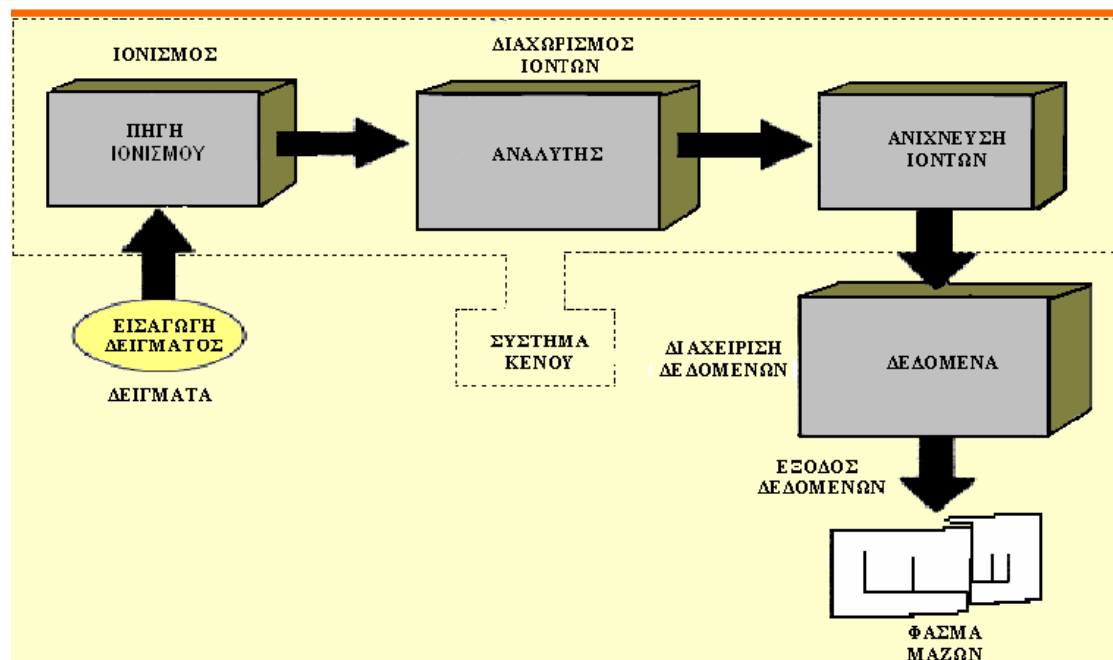 ΙΟΝΙΣΜΟΣ
ΔΙΑΧΩΡΙΣΜΟΣ
ΙΟΝΤΩΝ
ΠΗΓΗ
ΙΟΝΙΣΜΟΥ
ΑΝΑΛΥΤΗΣ
ΑΝΙΧΝΕΥΣΗ
ΙΟΝΤΩΝ
ΕΙΣΑΓΩΓΗ
ΔΕΙΓΜΑΤΟΣ
ΔΕΙΓΜΑΤΑ
ΣΥΣΤΗΜΑ
ΚΕΝΟΥ
ΔΙΑΧΕΙΡΙΣΗ
ΔΕΔΟΜΕΝΩΝ
ΔΕΔΟΜΕΝΑ
ΕΞΟΔΟΣ
ΔΕΔΟΜΕΝΩΝ
ΦΑΣΜΑ
ΜΑΖΩΝ